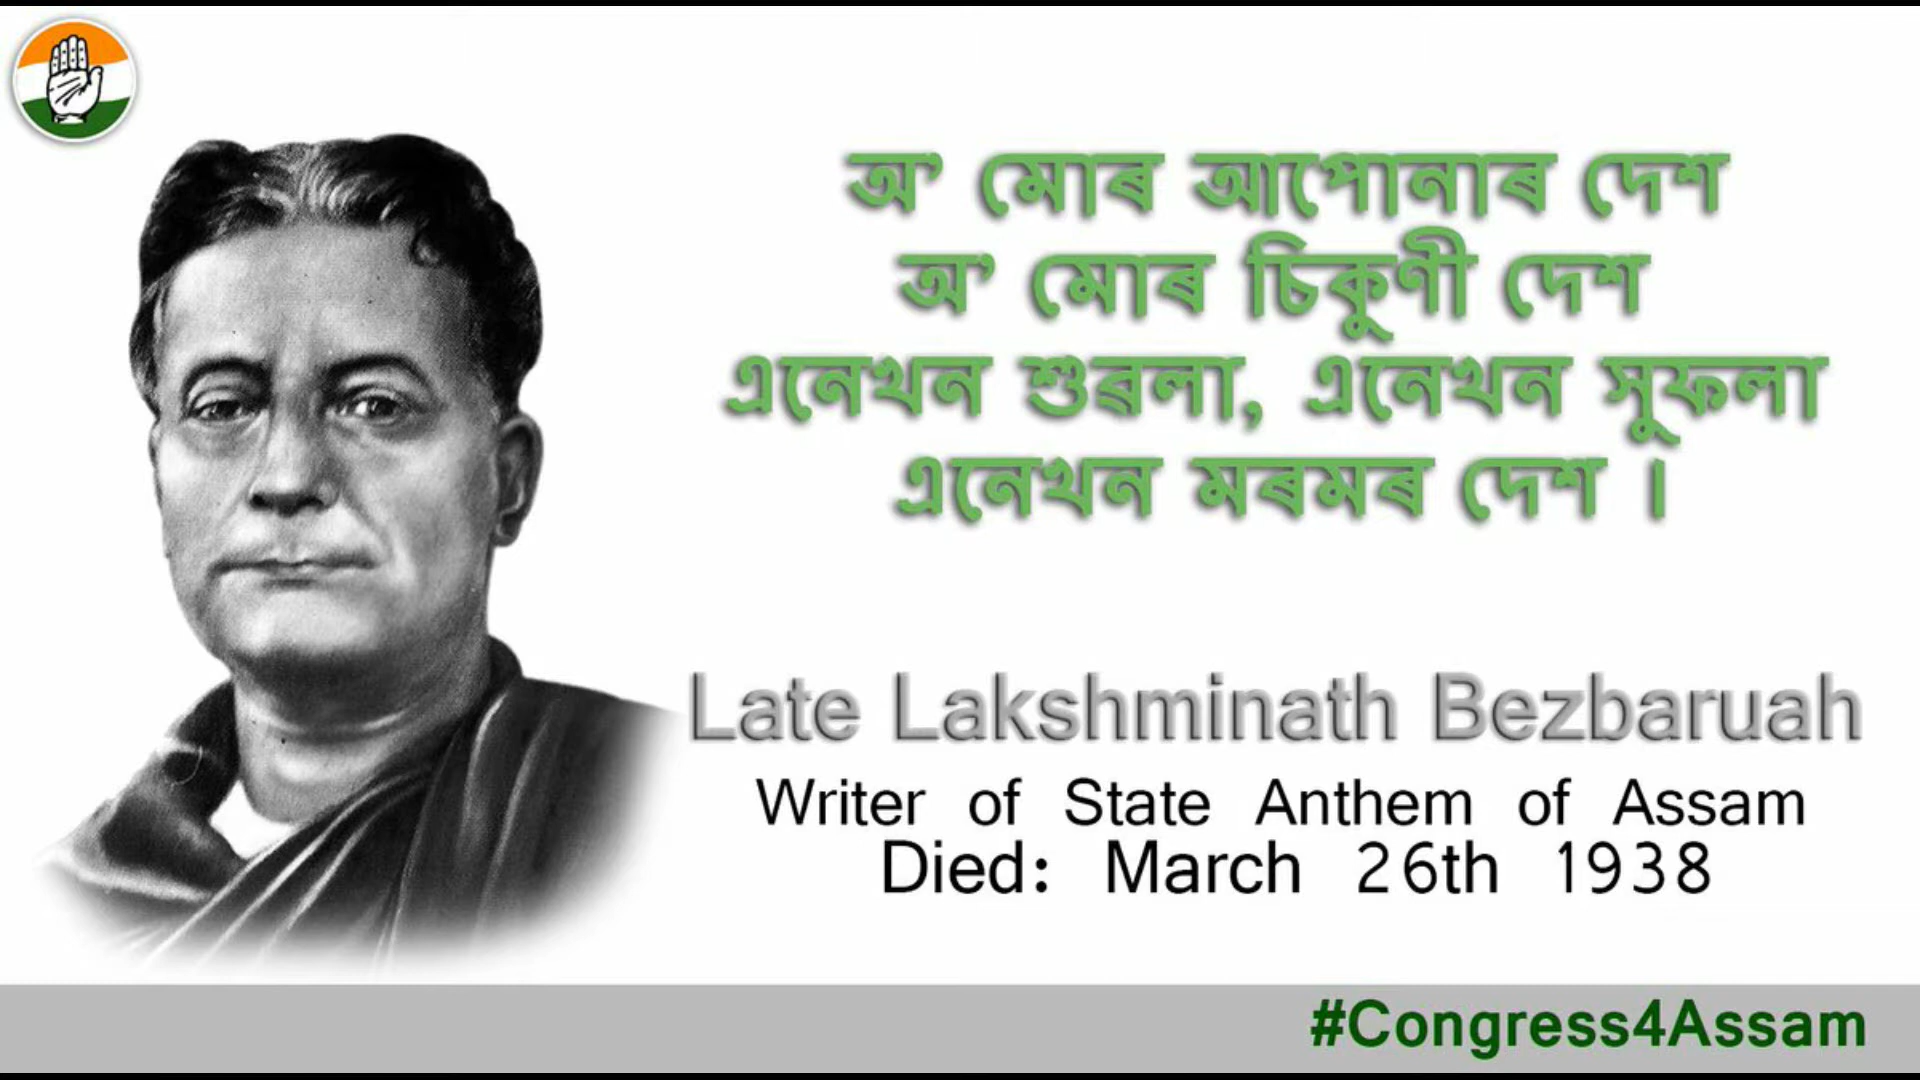 অ’ মোৰ আপোনাৰ দেশ
অ’ মোৰ চিকুণী দেশ
এনেখন শুৱলা, এনেখন সুফলা
এনেখন মৰমৰ দেশ ।
Late Lakshminath Bezbaruah
Writer of State Anthem of Assam
Died: March 26th 1938
#Congress4Assam